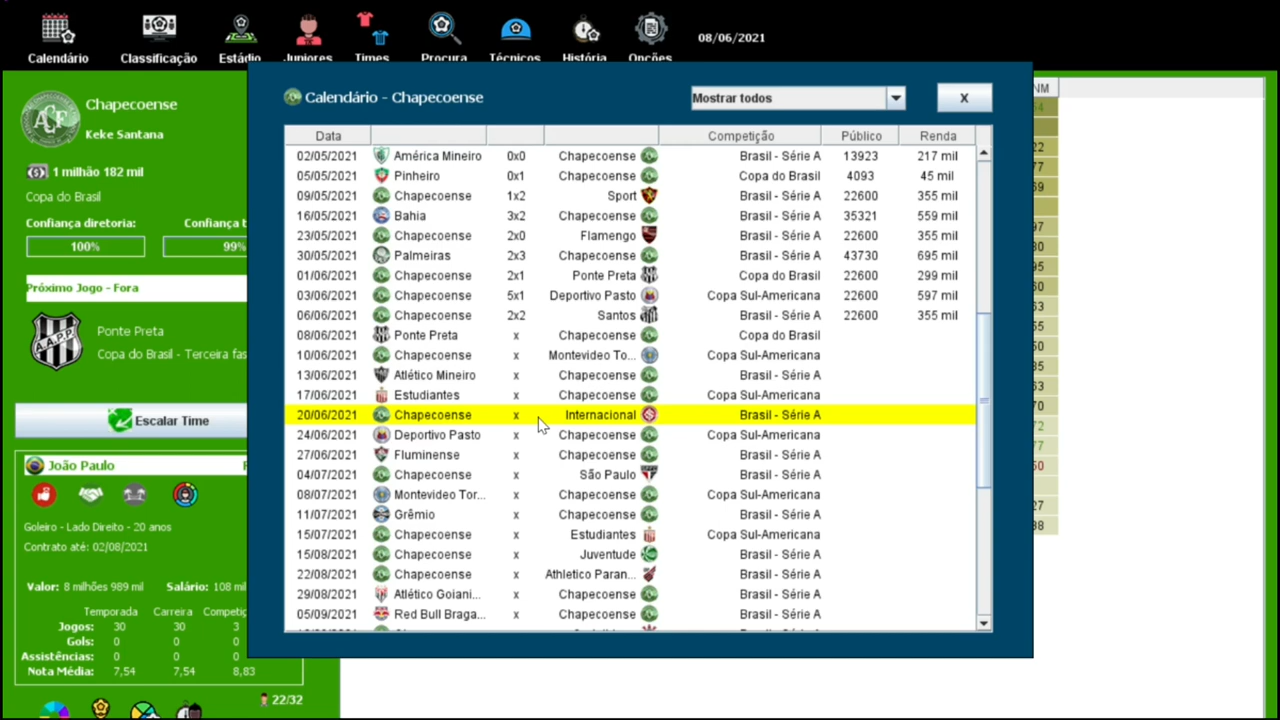 Calendário Classificação Estádio Juniores Times Procura Técnicos História Opções 08/06/2021
Chapecoense
Keke Santana
1 milhão 182 mil
Copa do Brasil
Confiança diretoria: Confiança t
100% 99%
Próximo Jogo - Fora
Ponte Preta
Copa do Brasil - Terceira fas
Escalar Time
João Paulo
Goleiro - Lado Direito - 20 anos
Contrato até: 02/08/2021
Valor: 8 milhões 989 mil Salário: 108 mil
Temporada Carreira Competiç
Jogos: 30 30 3
Gols: 0 0 0
Assistências: 0 0 0
Nota Média: 7,54 7,54 8,83
22/32
Calendário - Chapecoense Mostrar todos X
Data Competição Público Renda
02/05/2021 América Mineiro 0x0 Chapecoense Brasil - Série A 13923 217 mil
05/05/2021 Pinheiro 0x1 Chapecoense Copa do Brasil 4093 45 mil
09/05/2021 Chapecoense 1x2 Sport Brasil - Série A 22600 355 mil
16/05/2021 Bahia 3x2 Chapecoense Brasil - Série A 35321 559 mil
23/05/2021 Chapecoense 2x0 Flamengo Brasil - Série A 22600 355 mil
30/05/2021 Palmeiras 2x3 Chapecoense Brasil - Série A 43730 695 mil
01/06/2021 Chapecoense 2x1 Ponte Preta Copa do Brasil 22600 299 mil
03/06/2021 Chapecoense 5x1 Deportivo Pasto Copa Sul-Americana 22600 597 mil
06/06/2021 Chapecoense 2x2 Santos Brasil - Série A 22600 355 mil
08/06/2021 Ponte Preta x Chapecoense Copa do Brasil
10/06/2021 Chapecoense x Montevideo To... Copa Sul-Americana
13/06/2021 Atlético Mineiro x Chapecoense Brasil - Série A
17/06/2021 Estudiantes x Chapecoense Copa Sul-Americana
20/06/2021 Chapecoense x Internacional Brasil - Série A
24/06/2021 Deportivo Pasto x Chapecoense Copa Sul-Americana
27/06/2021 Fluminense x Chapecoense Brasil - Série A
04/07/2021 Chapecoense x São Paulo Brasil - Série A
08/07/2021 Montevideo Tor... x Chapecoense Copa Sul-Americana
11/07/2021 Grêmio x Chapecoense Brasil - Série A
15/07/2021 Chapecoense x Estudiantes Copa Sul-Americana
15/08/2021 Chapecoense x Juventude Brasil - Série A
22/08/2021 Chapecoense x Athletico Paran... Brasil - Série A
29/08/2021 Atlético Goiani... x Chapecoense Brasil - Série A
05/09/2021 Red Bull Braga... x Chapecoense Brasil - Série A